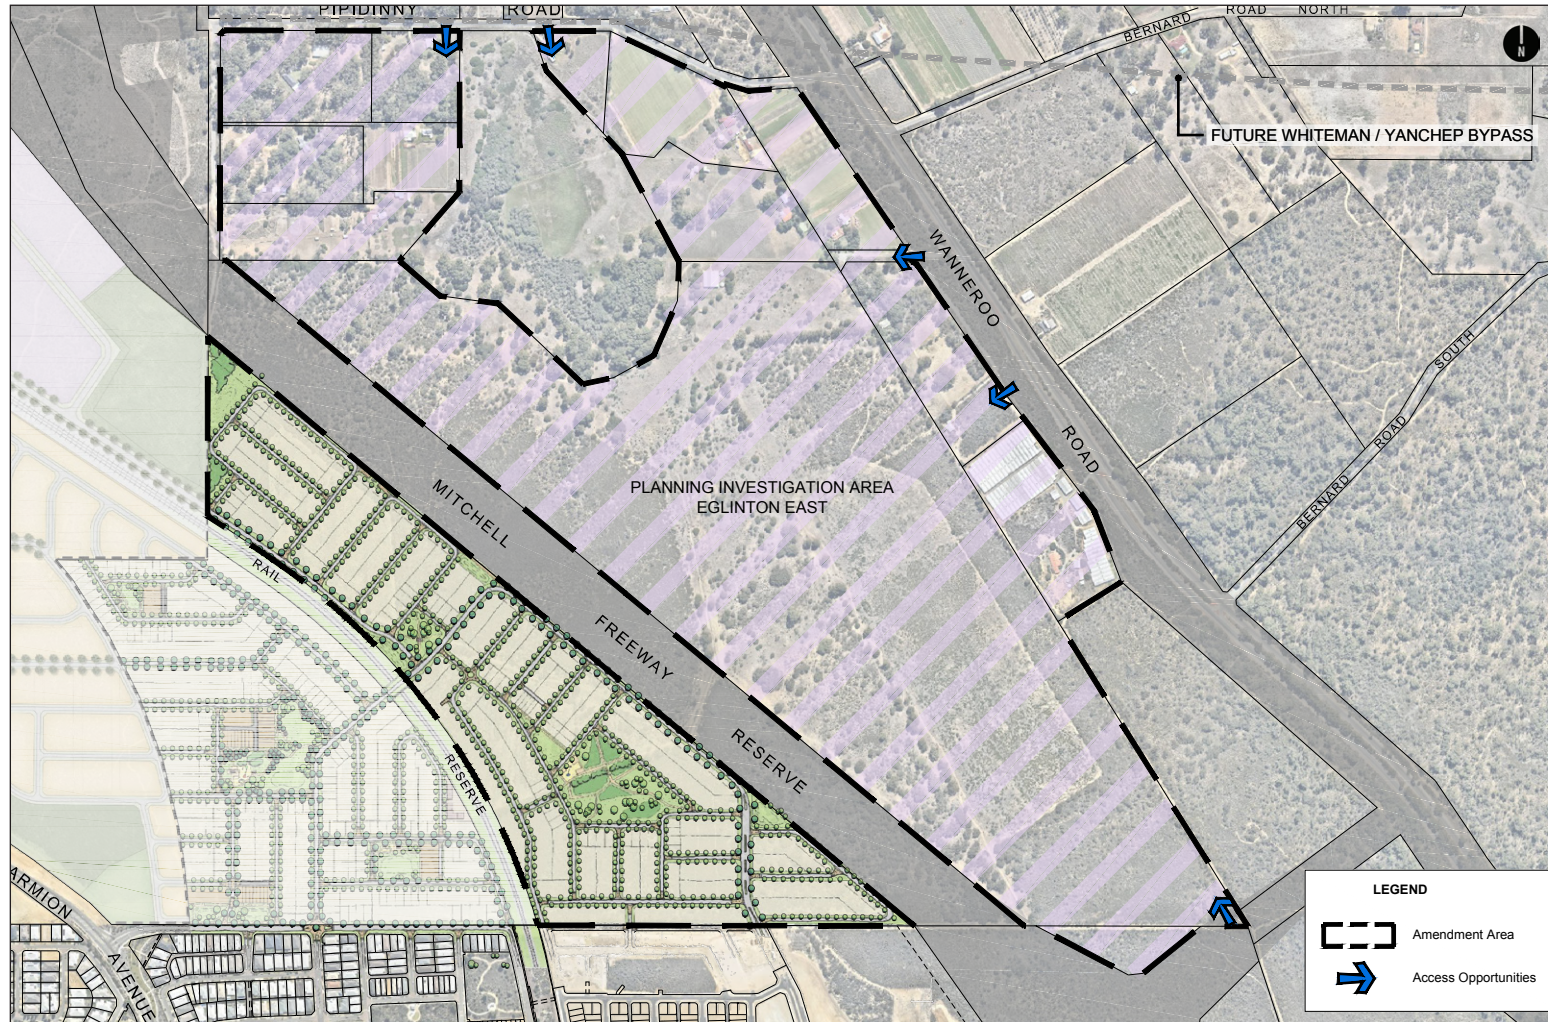 PIPIDINNY ROAD
BERNARD ROAD NORTH
N
FUTURE WHITEMAN / YANCHEP BYPASS
WANNEROO ROAD
BERNARD ROAD SOUTH
PLANNING INVESTIGATION AREA
EGLINTON EAST
MITCHELL FREEWAY RESERVE
RAIL RESERVE
ARMION AVENUE
LEGEND
Amendment Area
Access Opportunities